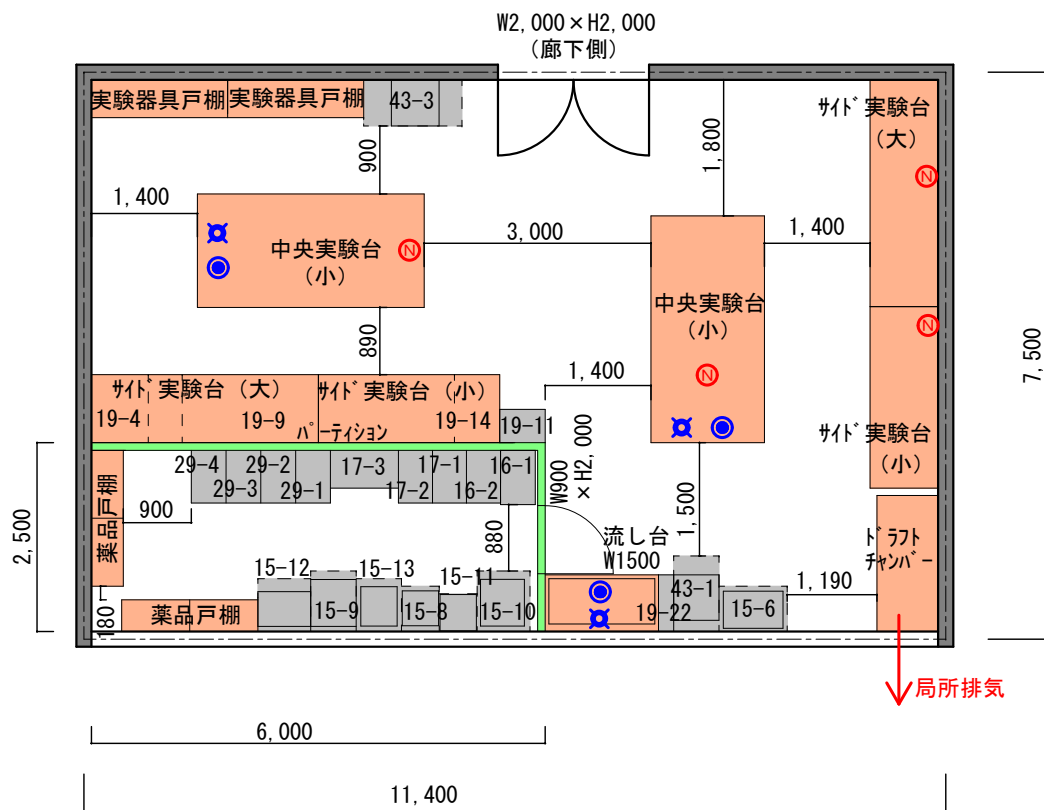 W2,000×H2,000
(廊下側)
実験器具戸棚
実験器具戸棚
43-3
サイド実験台
(大)
900
1,800
1,400
N
中央実験台
(小)
N
3,000
1,400
中央実験台
(小)
N
N
7,500
890
サイド実験台(大)
サイド実験台(小)
19-4
19-9
19-14
パーティション
19-11
1,400
サイド実験台
(小)
W900
×H2,000
2,500
薬品戸棚
900
29-4
29-3
29-2
29-1
17-3
17-2
17-1
16-2
16-1
880
1,500
流し台
W1500
ドラフト
チャンバー
180
薬品戸棚
15-12
15-9
15-13
15-8
15-11
15-10
19-22
43-1
15-6
1,190
局所排気
6,000
11,400